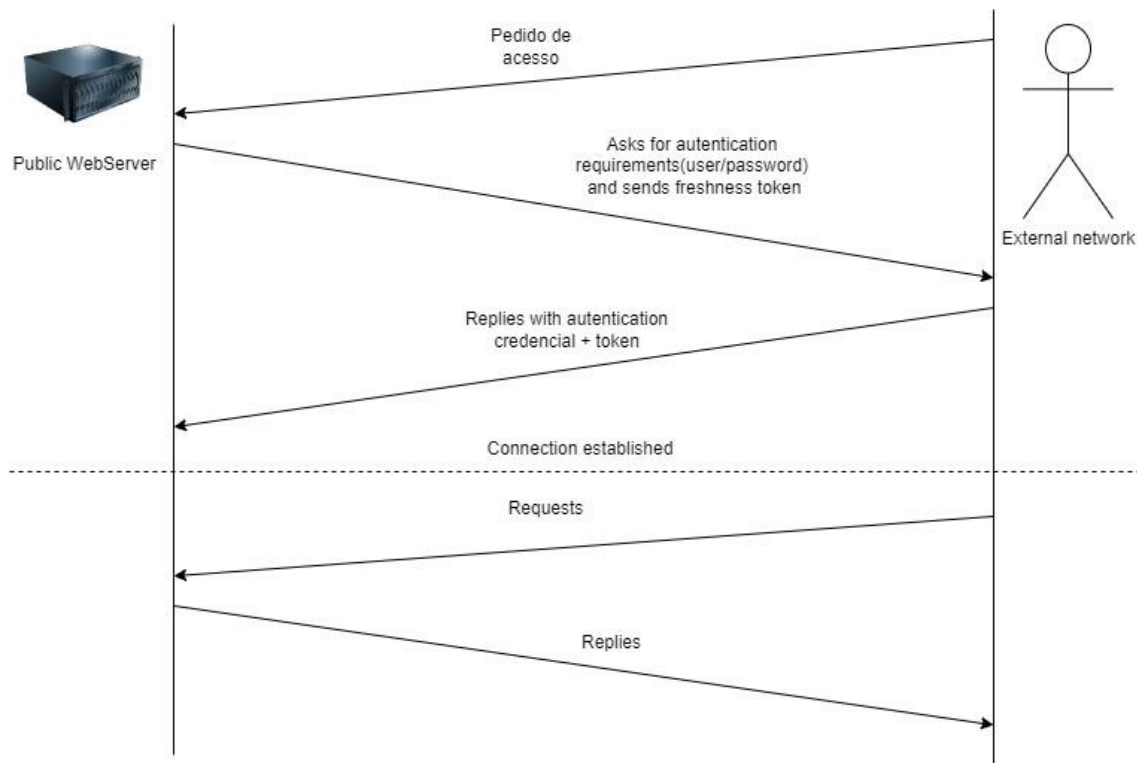 Pedido de
acesso
Public WebServer
Asks for autentication
requirements(user/password)
and sends freshness token
External network
Replies with autentication
credencial + token
Connection established
Requests
Replies